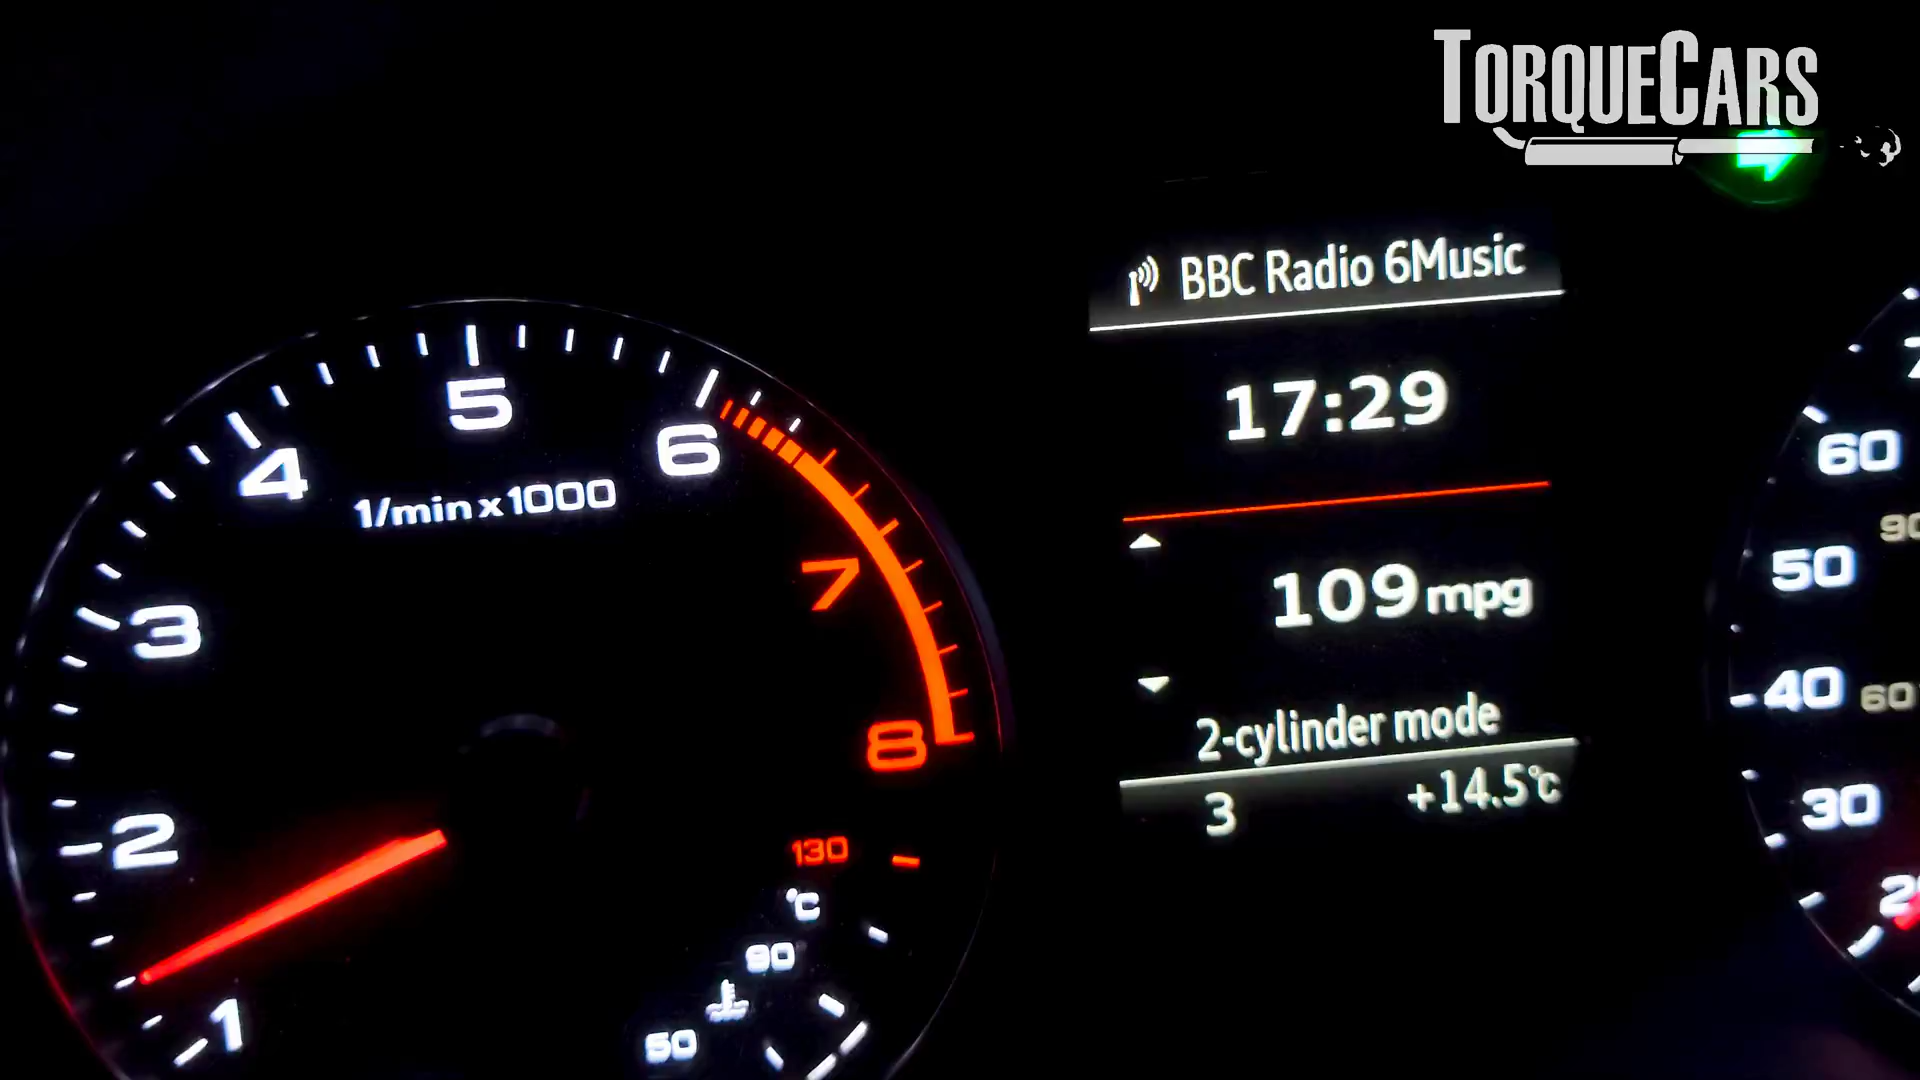 TORQUECARS
BBC Radio 6Music
17:29
109 mpg
2-cylinder mode
3 +14.5°C
1/min x 1000
1
2
3
4
5
6
7
8
130
°C
90
50
60
50
90
40
60
30